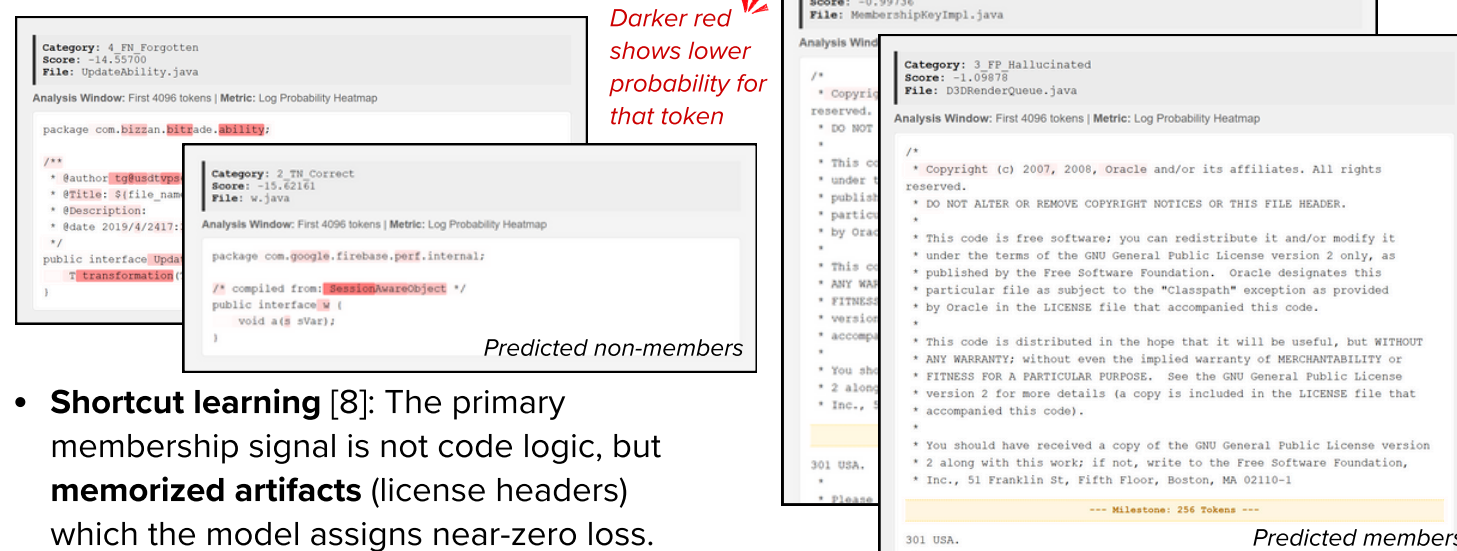 Category: 4_FN_Forgotten
Score: -14.55700
File: UpdateAbility.java
Analysis Window: First 4096 tokens | Metric: Log Probability Heatmap
package com.bizzan.bitrade.ability;
/**
* @author tg@usdtvps
* @Title: ${file_name
* @Description:
* @date 2019/4/2417:
*/
public interface Updat
T transformation(
}
Category: 2_TN_Correct
Score: -15.62161
File: w.java
Analysis Window: First 4096 tokens | Metric: Log Probability Heatmap
package com.google.firebase.perf.internal;
/* compiled from: SessionAwareObject */
public interface w {
void a(s sVar);
}
Predicted non-members
Darker red
shows lower
probability for
that token
• Shortcut learning [8]: The primary
membership signal is not code logic, but
memorized artifacts (license headers)
which the model assigns near-zero loss.
Score: -0.99736
File: MembershipKeyImpl.java
Analysis Wind
/*
* Copyrig
reserved.
* DO NOT
*
* This co
* under t
* publish
* particu
* by Orac
*
* This co
* ANY WAR
* FITNESS
* version
* accompa
*
* You sho
* 2 along
* Inc., 5
301 USA.
*
* Please
Category: 3_FP_Hallucinated
Score: -1.09878
File: D3DRenderQueue.java
Analysis Window: First 4096 tokens | Metric: Log Probability Heatmap
/*
* Copyright (c) 2007, 2008, Oracle and/or its affiliates. All rights
reserved.
* DO NOT ALTER OR REMOVE COPYRIGHT NOTICES OR THIS FILE HEADER.
*
* This code is free software; you can redistribute it and/or modify it
* under the terms of the GNU General Public License version 2 only, as
* published by the Free Software Foundation.  Oracle designates this
* particular file as subject to the "Classpath" exception as provided
* by Oracle in the LICENSE file that accompanied this code.
*
* This code is distributed in the hope that it will be useful, but WITHOUT
* ANY WARRANTY; without even the implied warranty of MERCHANTABILITY or
* FITNESS FOR A PARTICULAR PURPOSE.  See the GNU General Public License
* version 2 for more details (a copy is included in the LICENSE file that
* accompanied this code).
*
* You should have received a copy of the GNU General Public License version
* 2 along with this work; if not, write to the Free Software Foundation,
* Inc., 51 Franklin St, Fifth Floor, Boston, MA 02110-1
--- Milestone: 256 Tokens ---
301 USA.
Predicted members